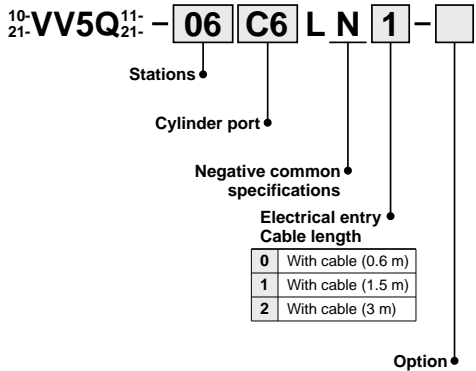 10-
21-VV5Q11-
21- – 06 C6 L N 1 –
Stations
Cylinder port
Negative common
specifications
Electrical entry
Cable length
0 With cable (0.6 m)
1 With cable (1.5 m)
2 With cable (3 m)
Option